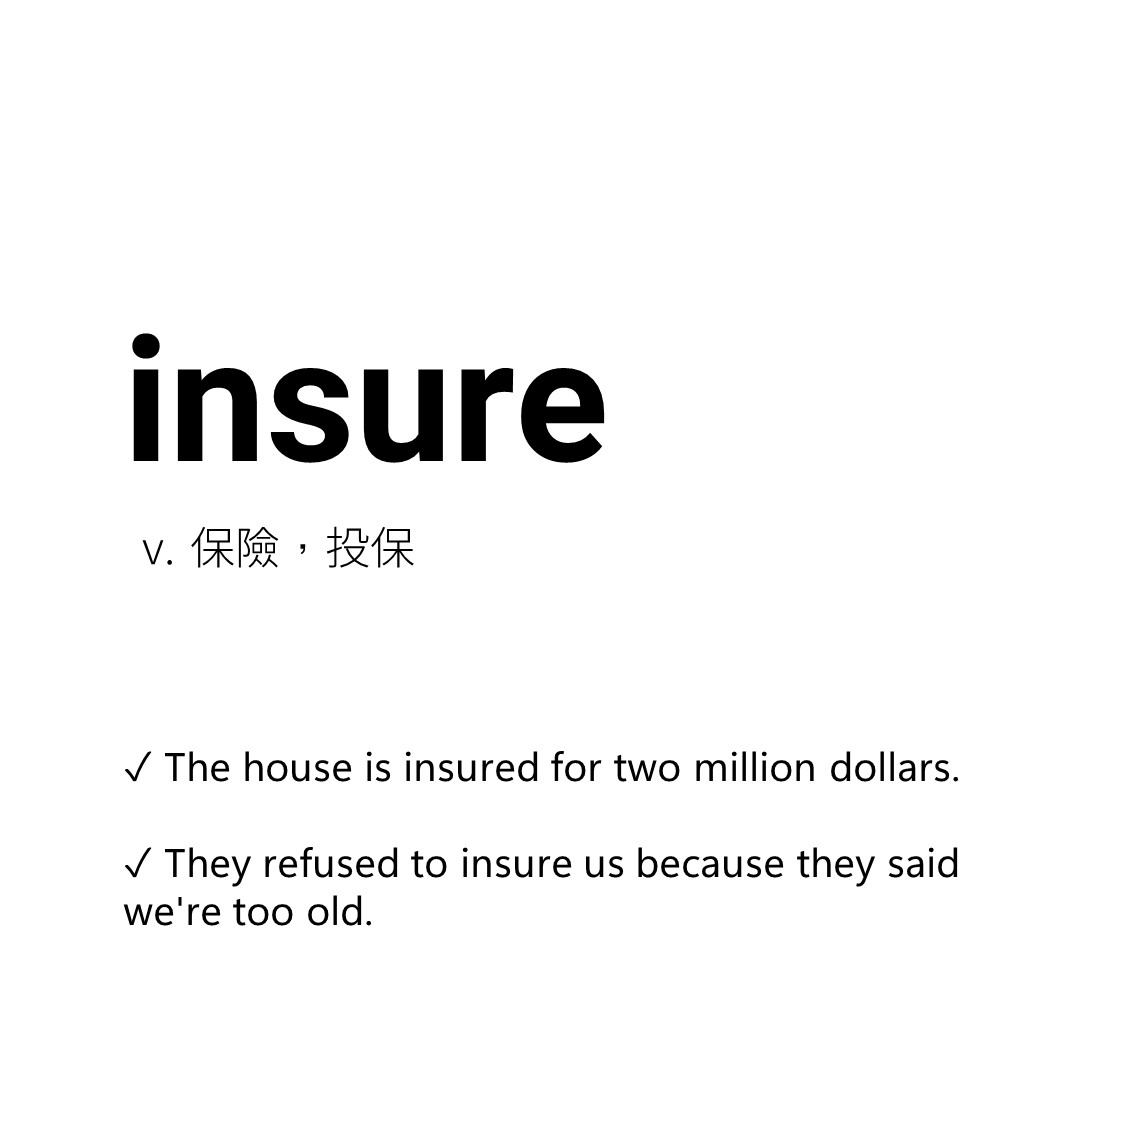 insure
v. 保險，投保
✓ The house is insured for two million dollars.
✓ They refused to insure us because they said
we're too old.